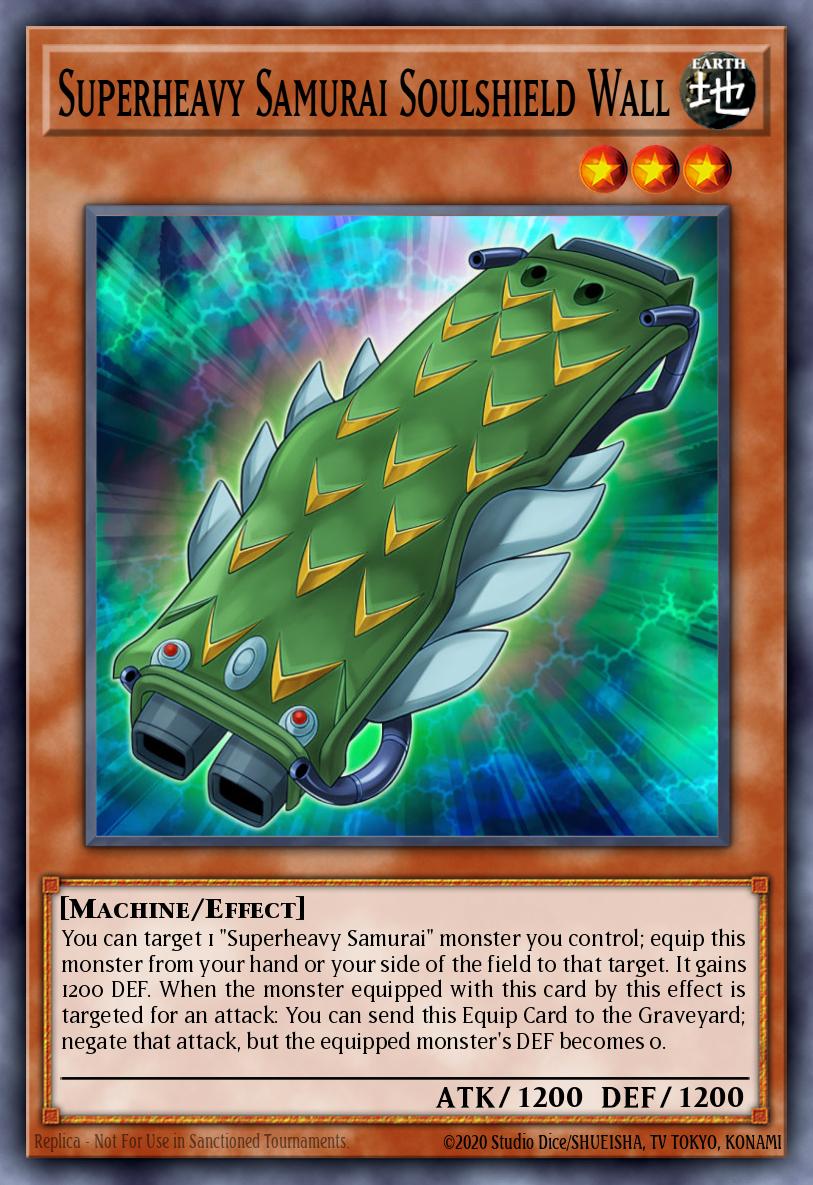 Superheavy Samurai Soulshield Wall
EARTH
地
[Machine/Effect]
You can target 1 "Superheavy Samurai" monster you control; equip this
monster from your hand or your side of the field to that target. It gains
1200 DEF. When the monster equipped with this card by this effect is
targeted for an attack: You can send this Equip Card to the Graveyard;
negate that attack, but the equipped monster's DEF becomes 0.
ATK/1200 DEF/1200
Replica - Not For Use in Sanctioned Tournaments.
©2020 Studio Dice/SHUEISHA, TV TOKYO, KONAMI